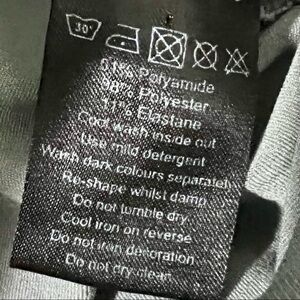 30°
51% Polyamide
38% Polyester
11% Elastane
Cool wash inside out
Use mild detergent
Wash dark colours separately
Re-shape whilst damp
Do not tumble dry
Cool iron on reverse
Do not iron decoration
Do not dry clean